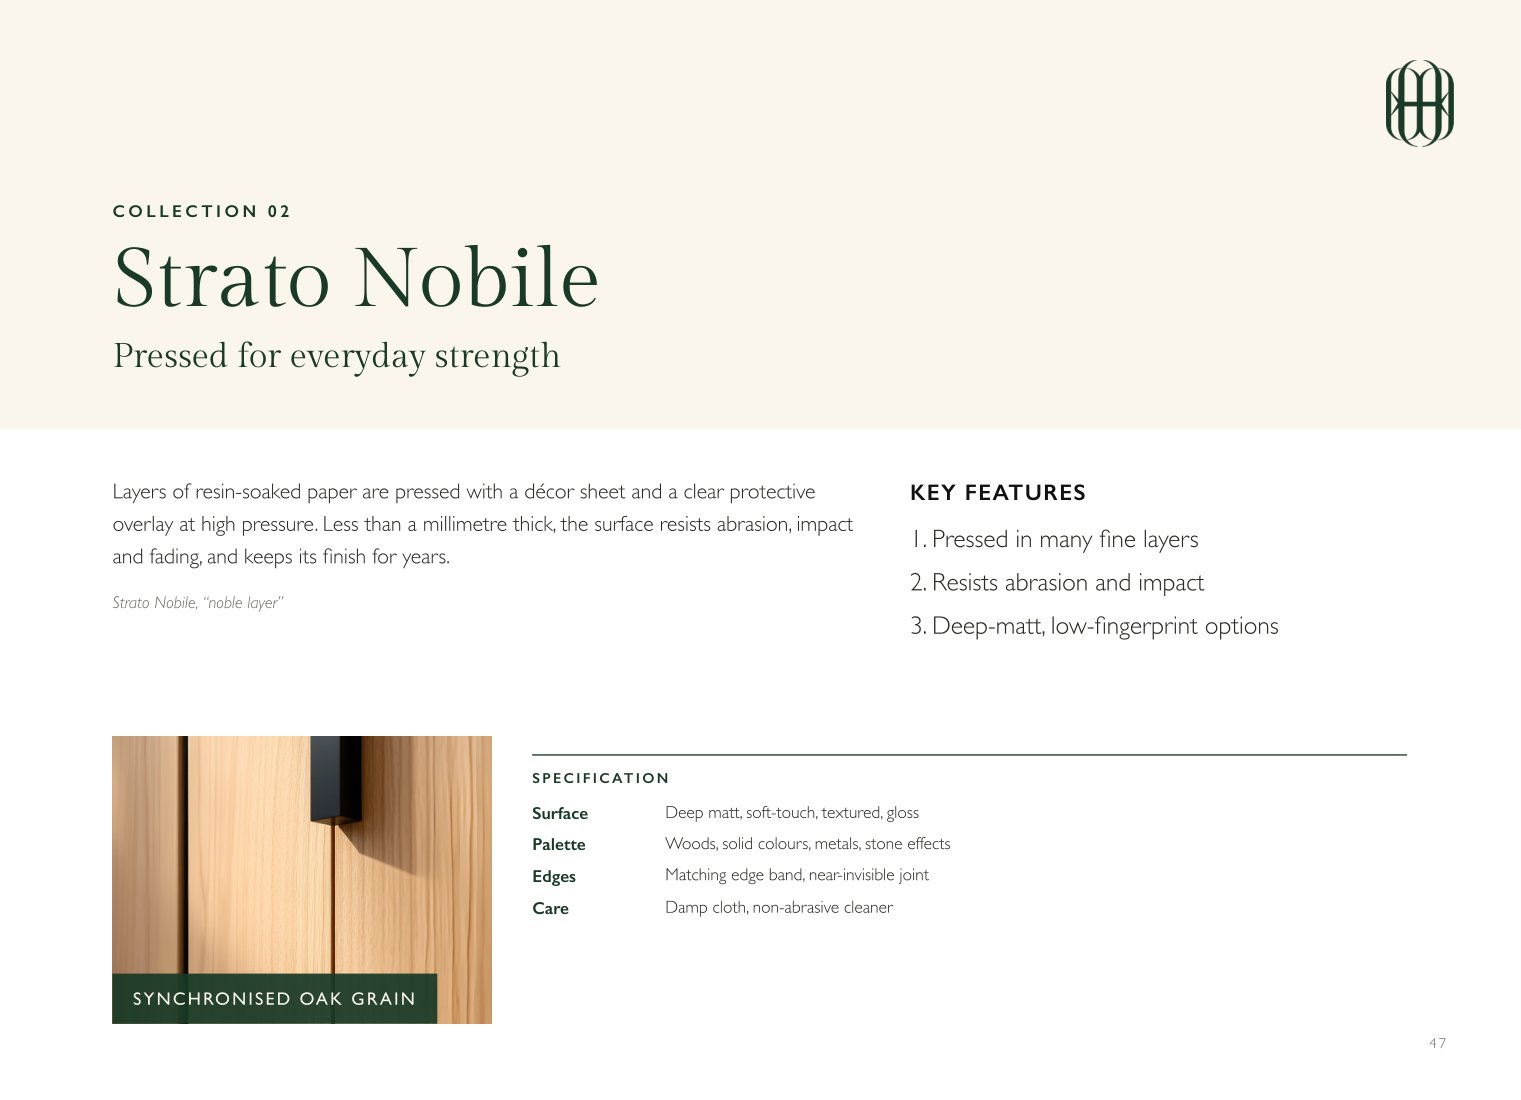 COLLECTION 02
Strato Nobile
Pressed for everyday strength
Layers of resin-soaked paper are pressed with a décor sheet and a clear protective
overlay at high pressure. Less than a millimetre thick, the surface resists abrasion, impact
and fading, and keeps its finish for years.
Strato Nobile, “noble layer”
KEY FEATURES
1. Pressed in many fine layers
2. Resists abrasion and impact
3. Deep-matt, low-fingerprint options
SYNCHRONISED OAK GRAIN
SPECIFICATION
Surface Deep matt, soft-touch, textured, gloss
Palette Woods, solid colours, metals, stone effects
Edges Matching edge band, near-invisible joint
Care Damp cloth, non-abrasive cleaner
47